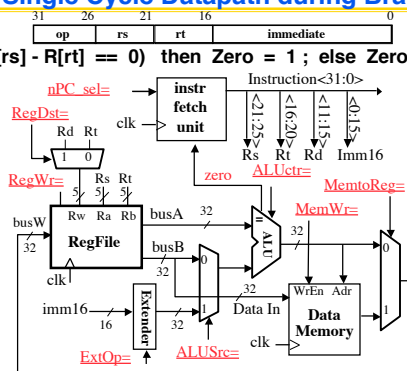 Single Cycle Datapath during Bra
31 26 21 16 0
op rs rt immediate
[rs] - R[rt] == 0) then Zero = 1 ; else Zero
nPC_sel=
instr fetch unit
Instruction<31:0>
clk
<21:25> <16:20> <11:15> <0:15>
Rs Rt Rd Imm16
RegDst=
Rd Rt
1 0
zero
ALUctr=
RegWr=
Rs Rt
5 5 5
MemtoReg=
MemWr=
busW
32
Rw Ra Rb
RegFile
clk
busA
32
busB
32
=
ALU
32
0
1
0
1
32
Data In
WrEn Adr
Data Memory
clk
imm16
16
Extender
32
ExtOp=
ALUSrc=